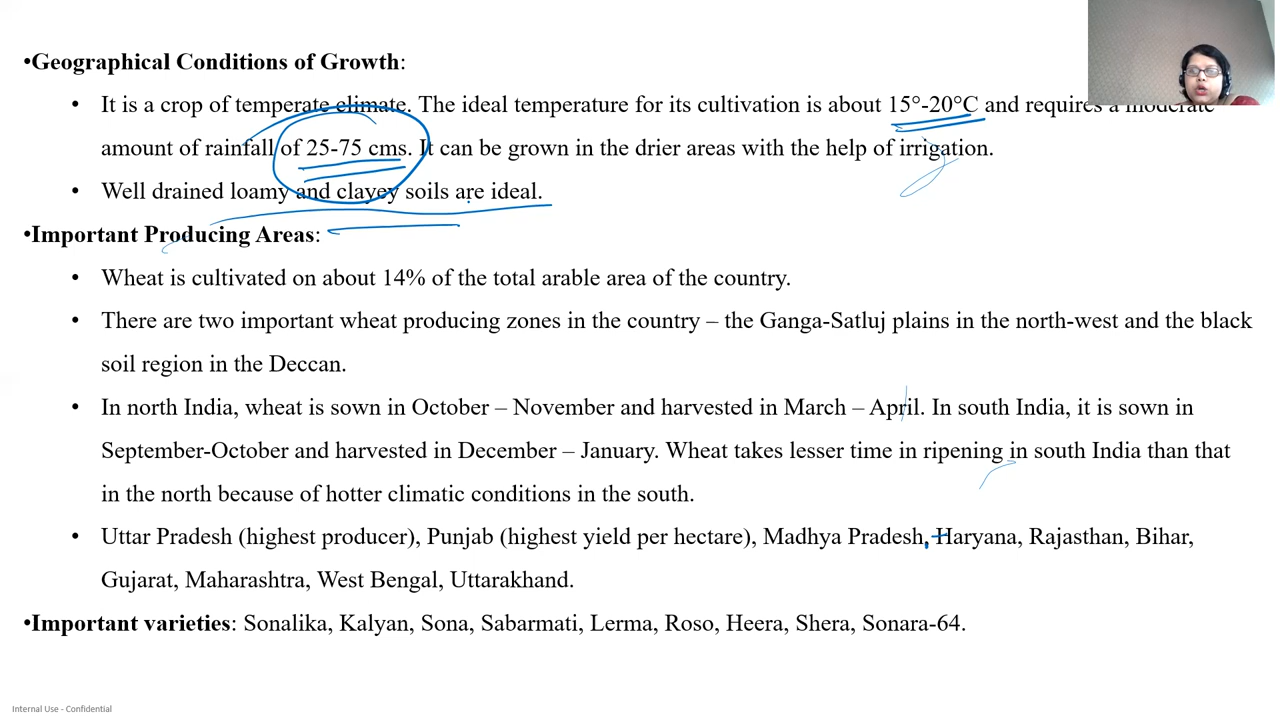 •Geographical Conditions of Growth:
• It is a crop of temperate climate. The ideal temperature for its cultivation is about 15°-20°C and requires a moderate
amount of rainfall of 25-75 cms. It can be grown in the drier areas with the help of irrigation.
• Well drained loamy and clayey soils are ideal.
•Important Producing Areas:
• Wheat is cultivated on about 14% of the total arable area of the country.
• There are two important wheat producing zones in the country – the Ganga-Satluj plains in the north-west and the black
soil region in the Deccan.
• In north India, wheat is sown in October – November and harvested in March – April. In south India, it is sown in
September-October and harvested in December – January. Wheat takes lesser time in ripening in south India than that
in the north because of hotter climatic conditions in the south.
• Uttar Pradesh (highest producer), Punjab (highest yield per hectare), Madhya Pradesh, Haryana, Rajasthan, Bihar,
Gujarat, Maharashtra, West Bengal, Uttarakhand.
•Important varieties: Sonalika, Kalyan, Sona, Sabarmati, Lerma, Roso, Heera, Shera, Sonara-64.
Internal Use - Confidential